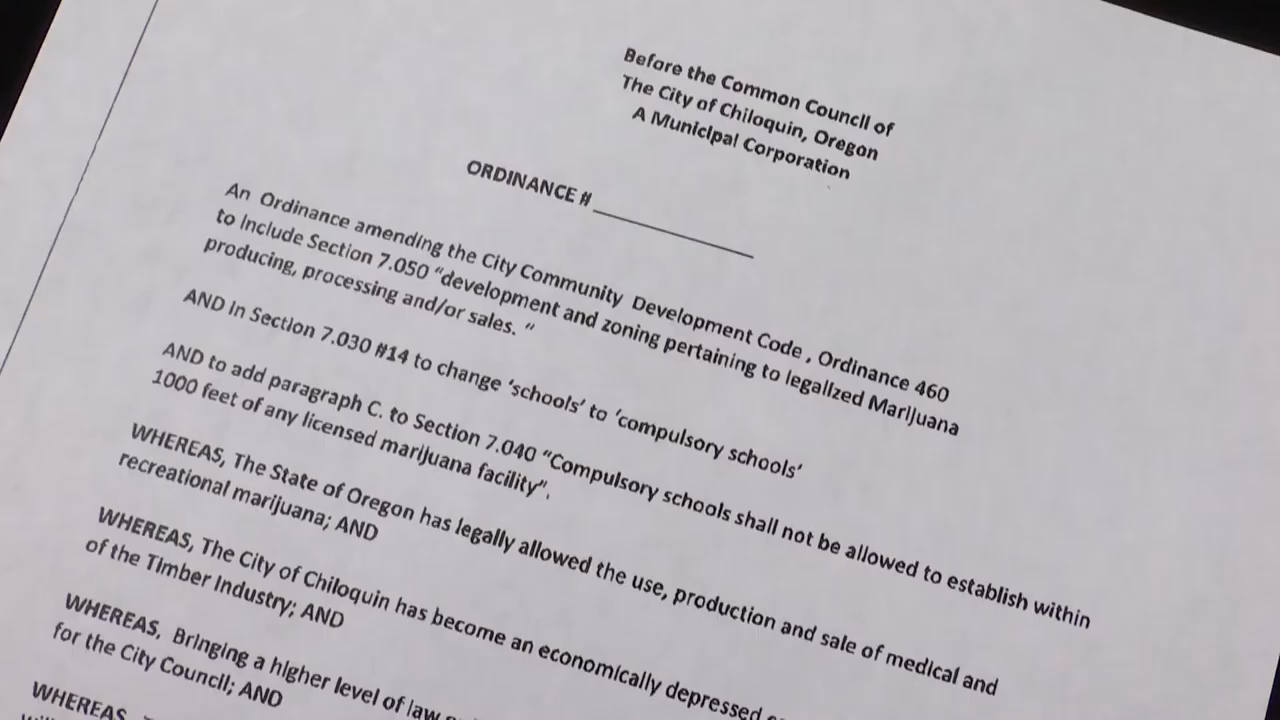 Before the Common Council of
The City of Chiloquin, Oregon
A Municipal Corporation
ORDINANCE # ____________
An Ordinance amending the City Community Development Code , Ordinance 460
to include Section 7.050 “development and zoning pertaining to legalized Marijuana
producing, processing and/or sales. “
AND in Section 7.030 #14 to change ‘schools’ to ‘compulsory schools’
AND to add paragraph C. to Section 7.040 “Compulsory schools shall not be allowed to establish within
1000 feet of any licensed marijuana facility”.
WHEREAS, The State of Oregon has legally allowed the use, production and sale of medical and
recreational marijuana; AND
WHEREAS, The City of Chiloquin has become an economically depressed
of the Timber Industry; AND
WHEREAS, Bringing a higher level of law
for the City Council; AND
WHEREAS,